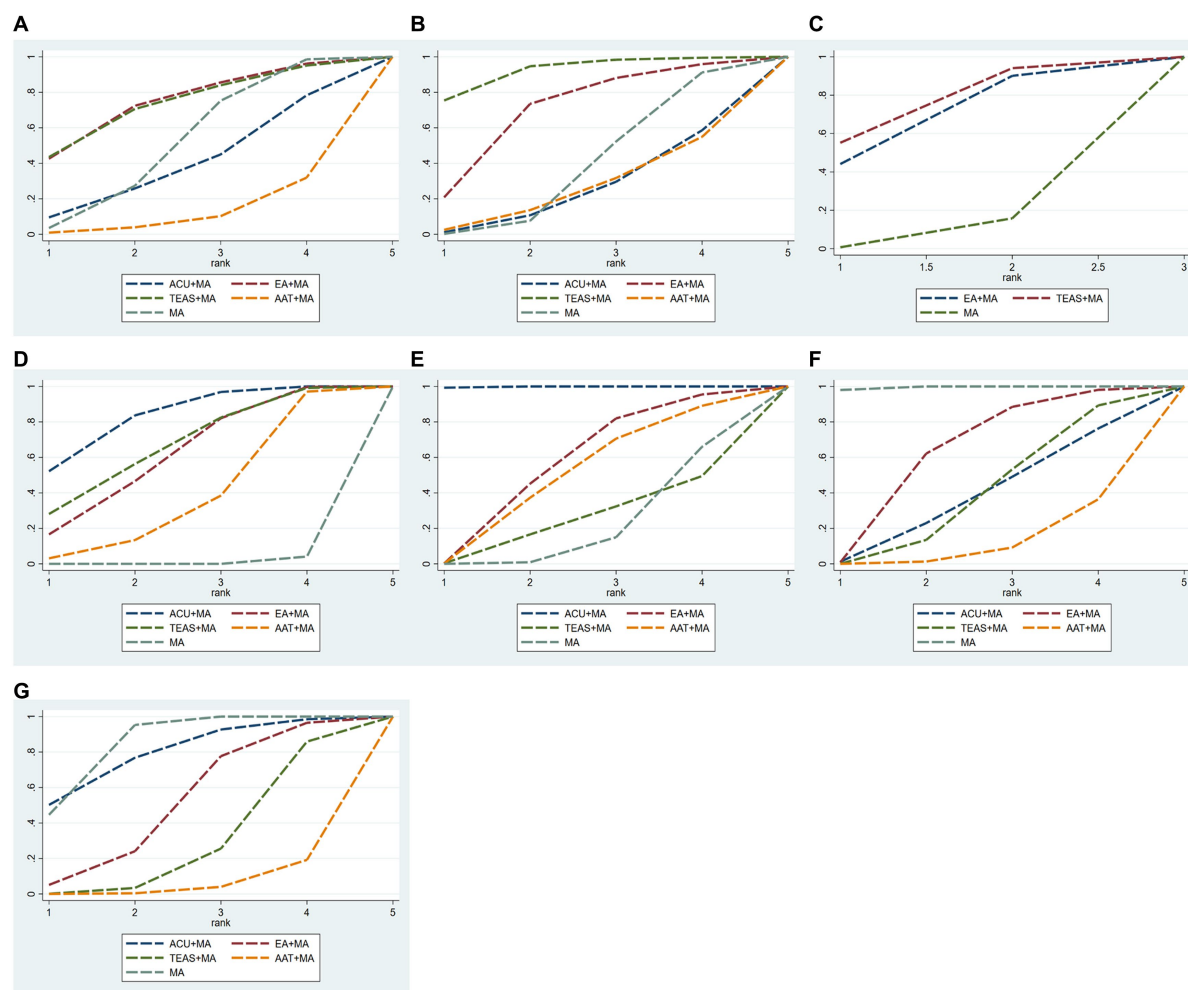 A B C
0 .2 .4 .6 .8 1
1 2 3 4 5
rank
ACU+MA EA+MA
TEAS+MA AAT+MA
MA
0 .2 .4 .6 .8 1
1 2 3 4 5
rank
ACU+MA EA+MA
TEAS+MA AAT+MA
MA
0 .2 .4 .6 .8 1
1 1.5 2 2.5 3
rank
EA+MA TEAS+MA
MA
D E F
0 .2 .4 .6 .8 1
1 2 3 4 5
rank
ACU+MA EA+MA
TEAS+MA AAT+MA
MA
0 .2 .4 .6 .8 1
1 2 3 4 5
rank
ACU+MA EA+MA
TEAS+MA AAT+MA
MA
0 .2 .4 .6 .8 1
1 2 3 4 5
rank
ACU+MA EA+MA
TEAS+MA AAT+MA
MA
G
0 .2 .4 .6 .8 1
1 2 3 4 5
rank
ACU+MA EA+MA
TEAS+MA AAT+MA
MA